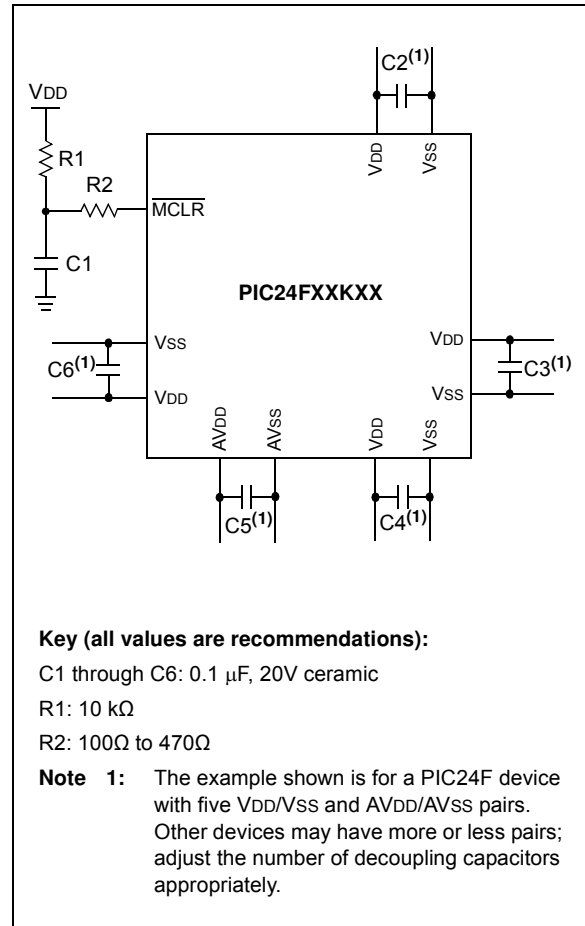 C2(1)
VDD
R1
R2
C1
MCLR
VDD
VSS
PIC24FXXKXX
VSS
C6(1)
VDD
VDD
C3(1)
VSS
AVDD
AVSS
VDD
VSS
C5(1)
C4(1)
Key (all values are recommendations):
C1 through C6: 0.1 μF, 20V ceramic
R1: 10 kΩ
R2: 100Ω to 470Ω
Note 1: The example shown is for a PIC24F device
with five VDD/VSS and AVDD/AVSS pairs.
Other devices may have more or less pairs;
adjust the number of decoupling capacitors
appropriately.